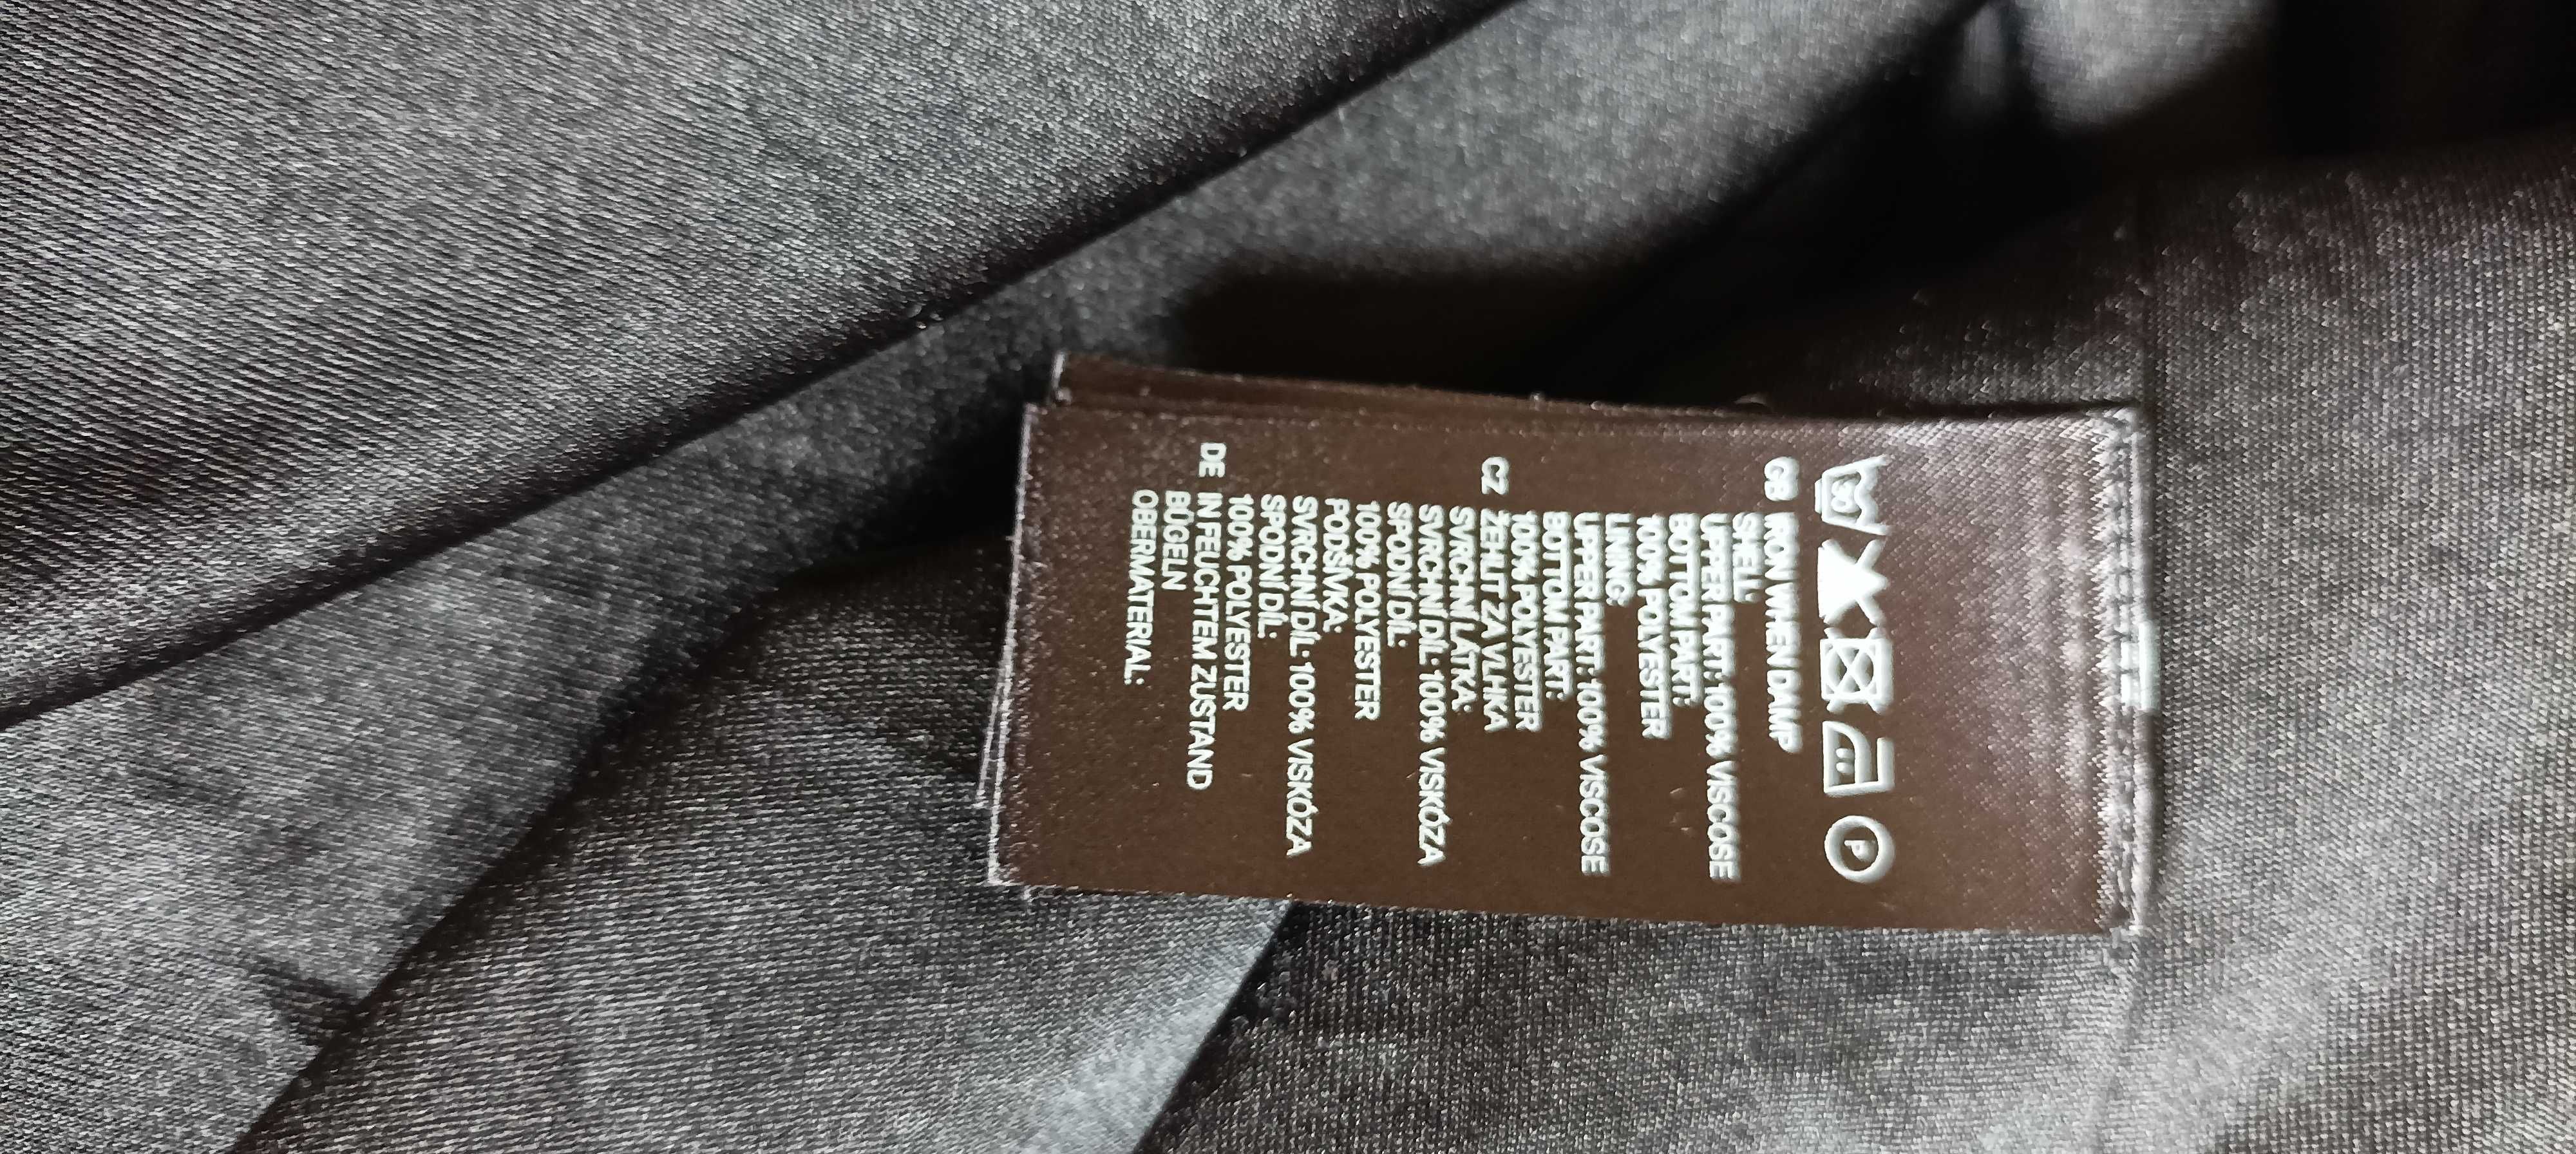 30
P
GB IRON WHEN DAMP
SHELL:
UPPER PART: 100% VISCOSE
BOTTOM PART:
100% POLYESTER
LINING:
UPPER PART: 100% VISCOSE
BOTTOM PART:
100% POLYESTER
CZ ŽEHLIT ZA VLHKA
SVRCHNÍ LÁTKA:
SVRCHNÍ DÍL: 100% VISKÓZA
SPODNÍ DÍL:
100% POLYESTER
PODŠÍVKA:
SVRCHNÍ DÍL: 100% VISKÓZA
SPODNÍ DÍL:
100% POLYESTER
DE IN FEUCHTEM ZUSTAND
BÜGELN
OBERMATERIAL: